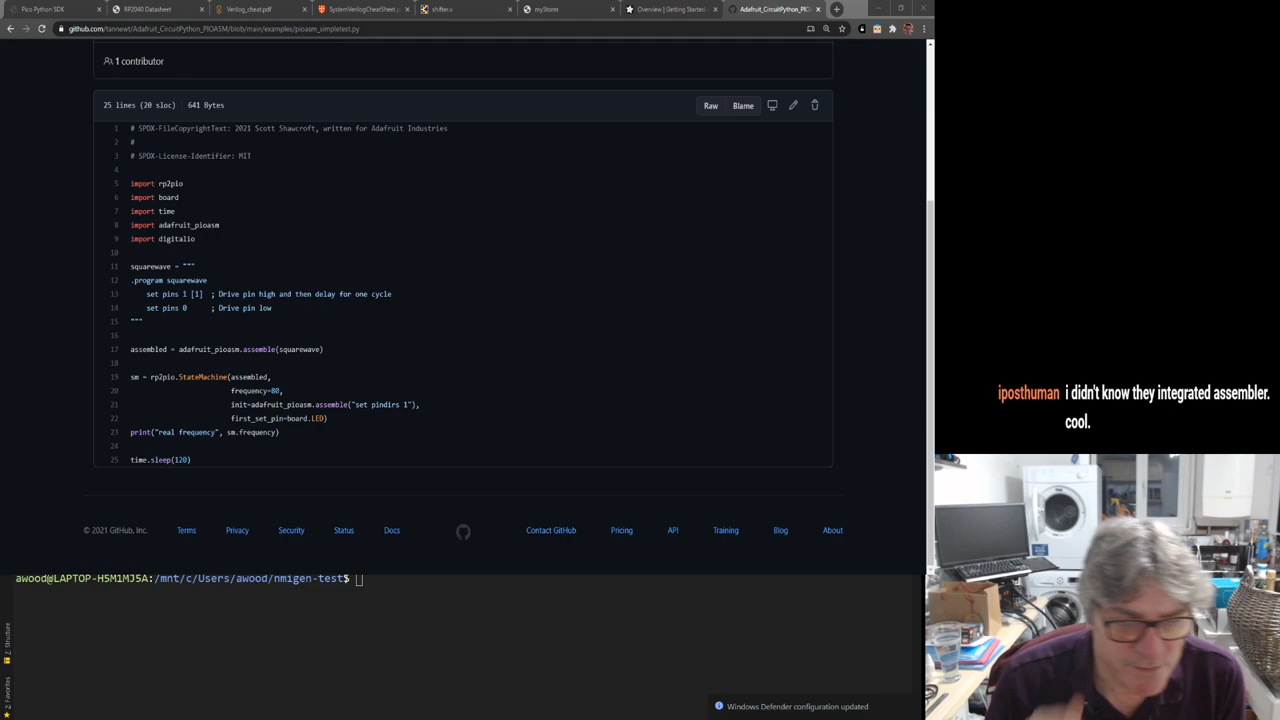 Pico Python SDK
RP2040 Datasheet
Verilog_cheat.pdf
SystemVerilogCheatSheet.p
shifter.v
myStorm
Overview | Getting Started
Adafruit_CircuitPython_PIO
github.com/tannewt/Adafruit_CircuitPython_PIOASM/blob/main/examples/pioasm_simpletest.py
1 contributor
25 lines (20 sloc) 641 Bytes
Raw Blame
1 # SPDX-FileCopyrightText: 2021 Scott Shawcroft, written for Adafruit Industries
2 #
3 # SPDX-License-Identifier: MIT
4
5 import rp2pio
6 import board
7 import time
8 import adafruit_pioasm
9 import digitalio
10
11 squarewave = """
12 .program squarewave
13 set pins 1 [1] ; Drive pin high and then delay for one cycle
14 set pins 0 ; Drive pin low
15 """
16
17 assembled = adafruit_pioasm.assemble(squarewave)
18
19 sm = rp2pio.StateMachine(assembled,
20 frequency=80,
21 init=adafruit_pioasm.assemble("set pindirs 1"),
22 first_set_pin=board.LED)
23 print("real frequency", sm.frequency)
24
25 time.sleep(120)
© 2021 GitHub, Inc. Terms Privacy Security Status Docs Contact GitHub Pricing API Training Blog About
awood@LAPTOP-H5M1MJ5A:/mnt/c/Users/awood/nmigen-test$
Z: Structure
2: Favorites
Windows Defender configuration updated
iposthuman i didn't know they integrated assembler.
cool.